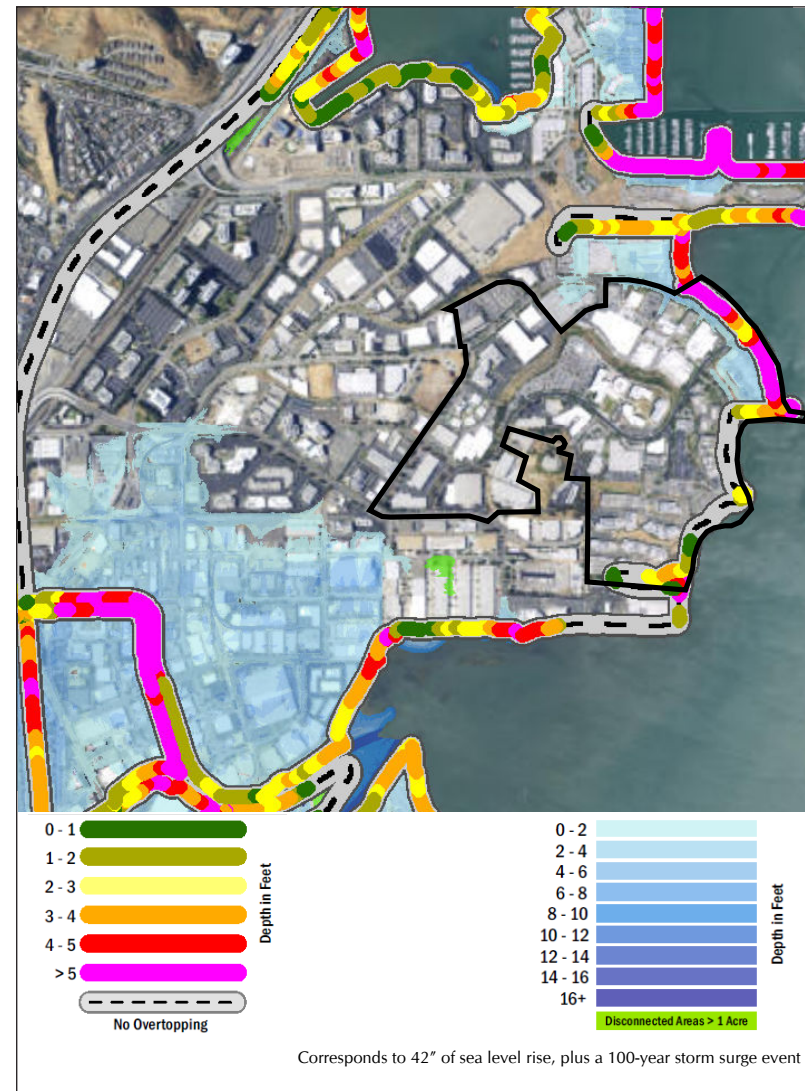 0 - 1
1 - 2
2 - 3
3 - 4
4 - 5
> 5
No Overtopping
Depth in Feet
0 - 2
2 - 4
4 - 6
6 - 8
8 - 10
10 - 12
12 - 14
14 - 16
16+
Disconnected Areas > 1 Acre
Depth in Feet
Corresponds to 42” of sea level rise, plus a 100-year storm surge event